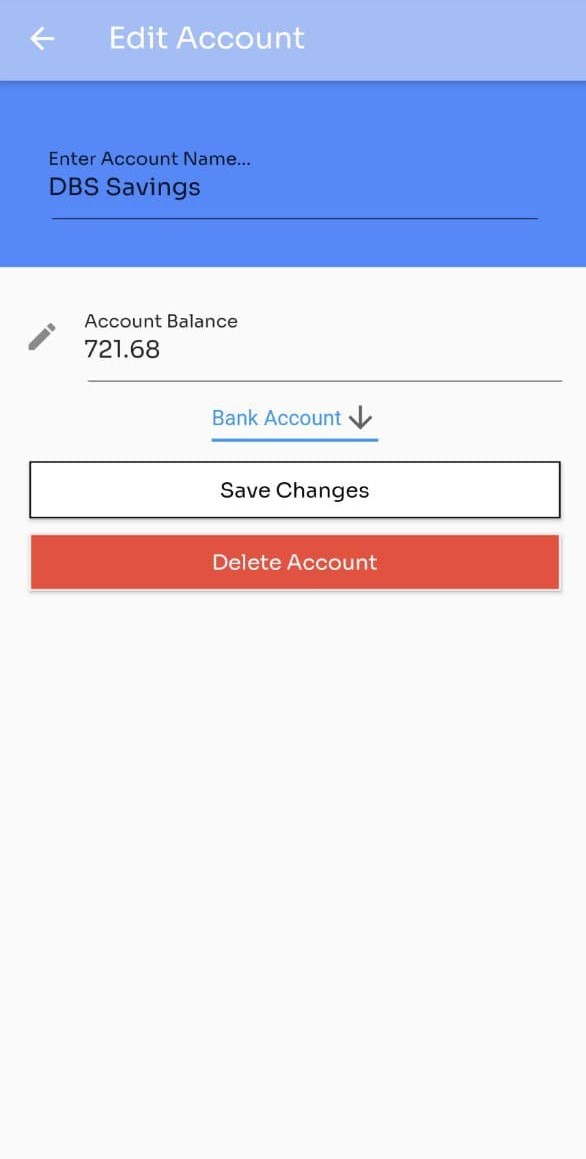 Edit Account
Enter Account Name...
DBS Savings
Account Balance
721.68
Bank Account
Save Changes
Delete Account